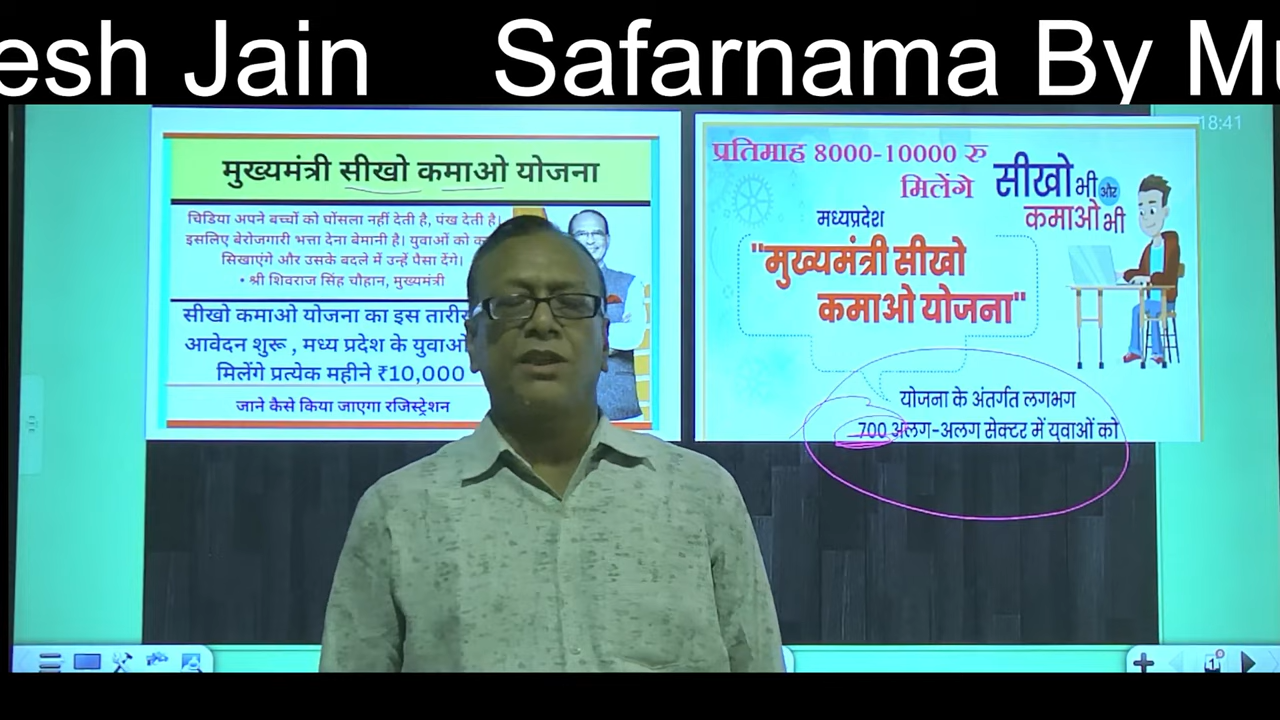 esh Jain Safarnama By Mu
18:41
मुख्यमंत्री सीखो कमाओ योजना
चिडिया अपने बच्चों को घोंसला नहीं देती है, पंख देती है।
इसलिए बेरोजगारी भत्ता देना बेमानी है। युवाओं को
सिखाएंगे और उसके बदले में उन्हें पैसा देंगे।
• श्री शिवराज सिंह चौहान, मुख्यमंत्री
सीखो कमाओ योजना का इस
आवेदन शुरू , मध्य प्रदेश के
मिलेंगे प्रत्येक महीने ₹10,000
जाने कैसे किया जाएगा रजिस्ट्रेशन
प्रतिमाह 8000-10000 रु
मिलेंगे
सीखो भी और
कमाओ भी
मध्यप्रदेश
"मुख्यमंत्री सीखो
कमाओ योजना"
योजना के अंतर्गत लगभग
700 अलग-अलग सेक्टर में युवाओं को
1